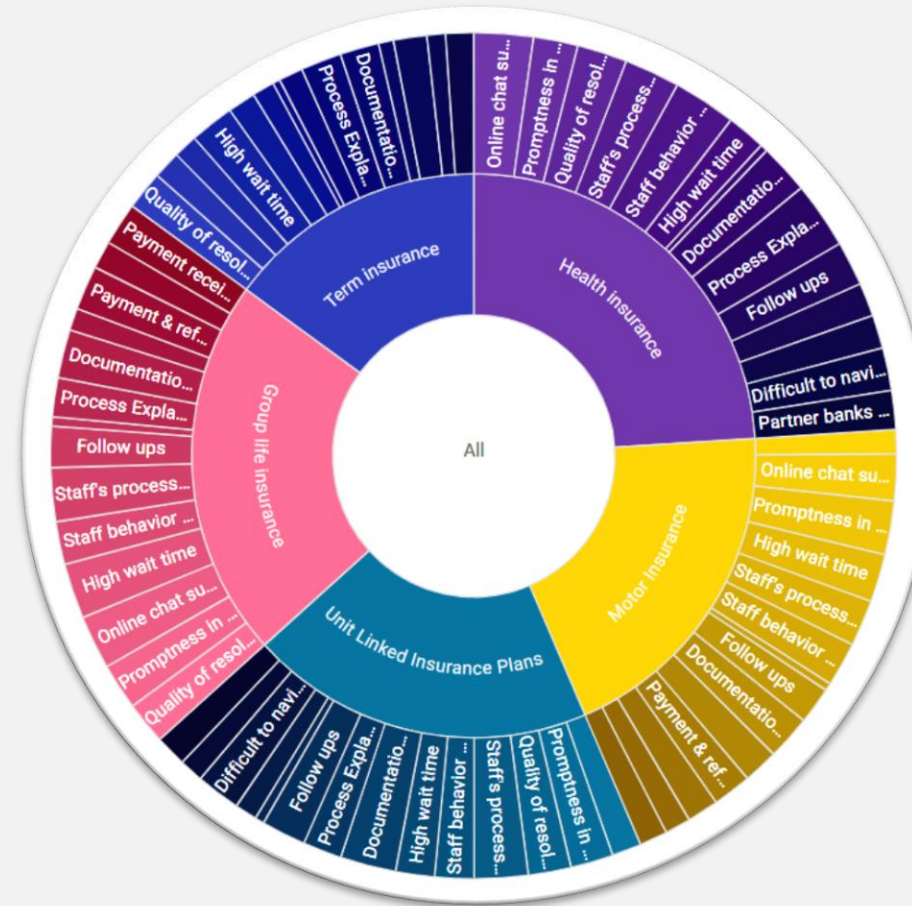 All
Health insurance
Motor Insurance
Unit Linked Insurance Plans
Group life insurance
Term insurance
Online chat su...
Promptness in ...
Quality of resol...
Staff's process...
Staff behavior ...
High wait time
Documentatio...
Process Expla...
Follow ups
Difficult to navi...
Partner banks ...
Online chat su...
Promptness in ...
High wait time
Staff's process...
Staff behavior ...
Follow ups
Documentatio...
Payment & ref...
Promptness in ...
Quality of resol...
Staff's process...
Staff behavior ...
High wait time
Documentatio...
Process Expla...
Follow ups
Difficult to navi...
Quality of resol...
Promptness in ...
Online chat su...
High wait time
Staff behavior ...
Staff's process...
Follow ups
Process Expla...
Documentatio...
Payment & ref...
Payment recei...
Quality of resol...
High wait time
Process Expla...
Documentatio...